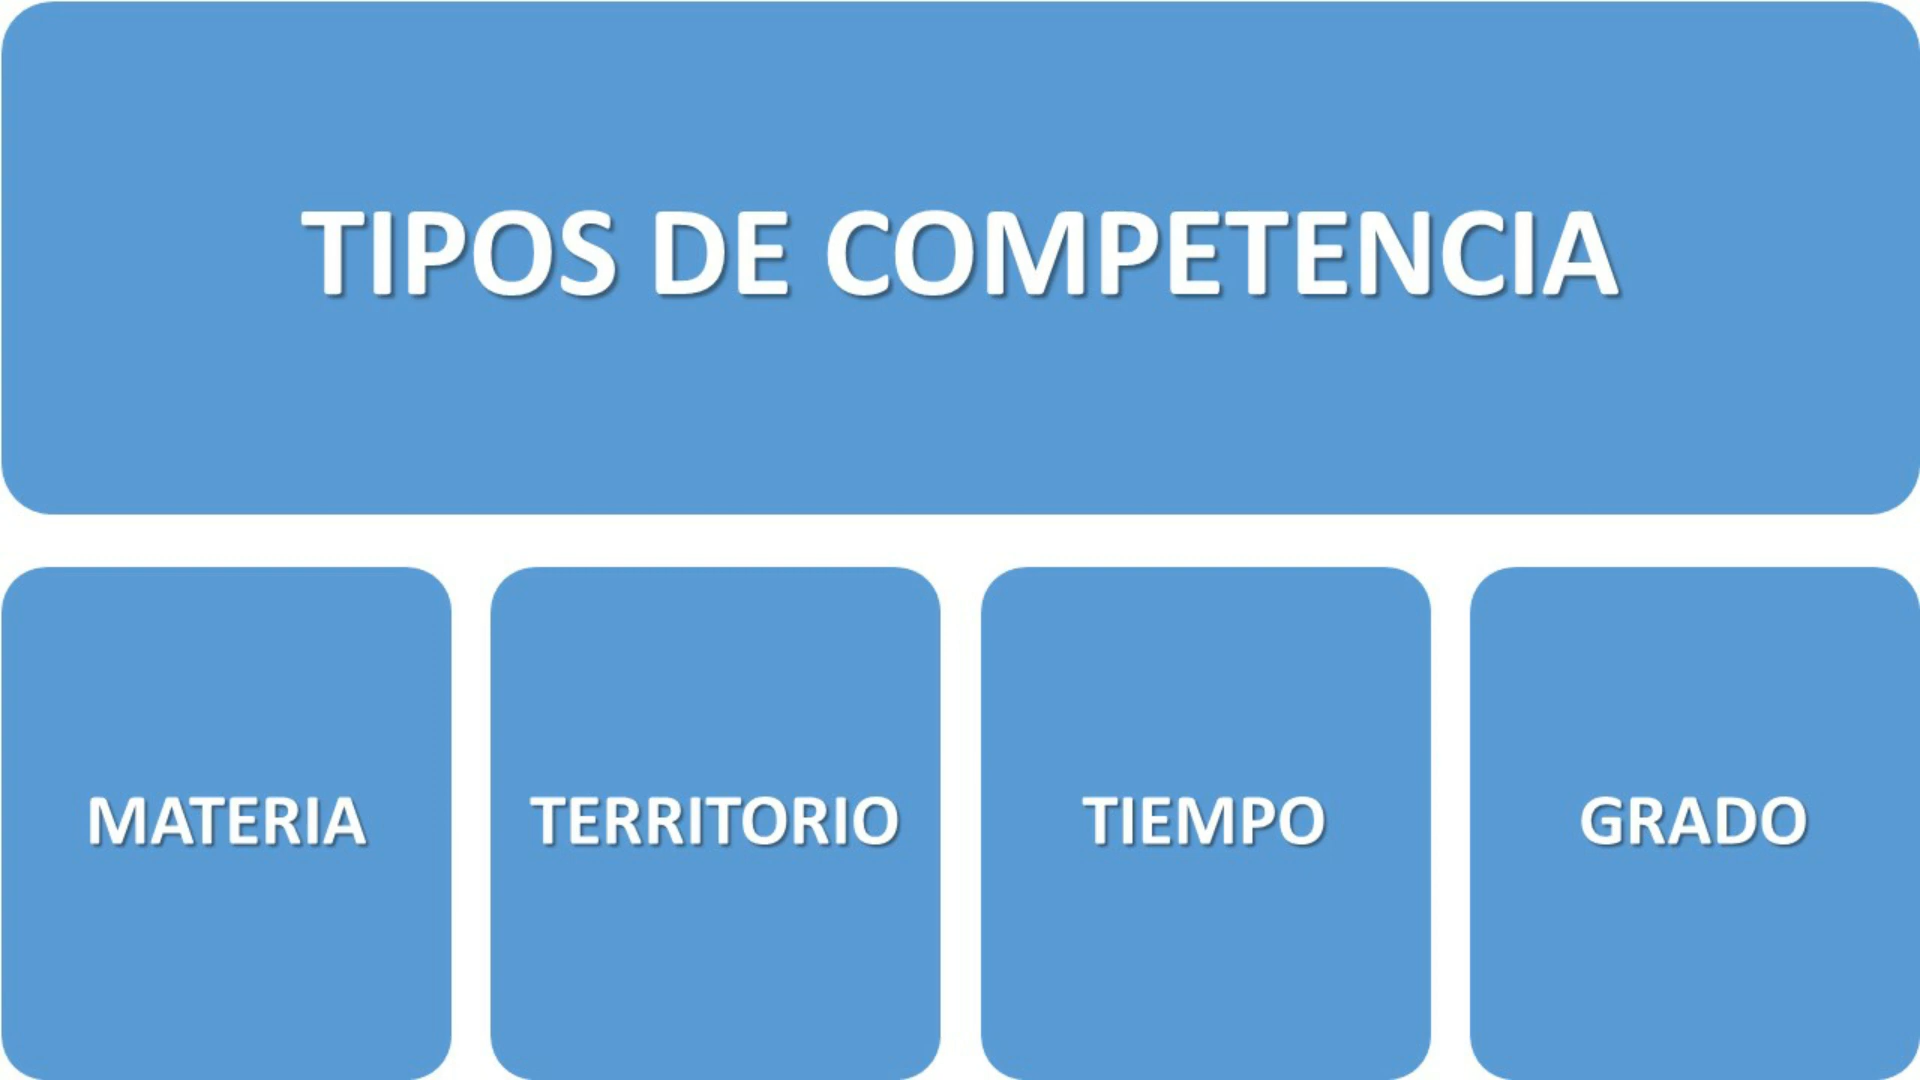 TIPOS DE COMPETENCIA
MATERIA
TERRITORIO
TIEMPO
GRADO